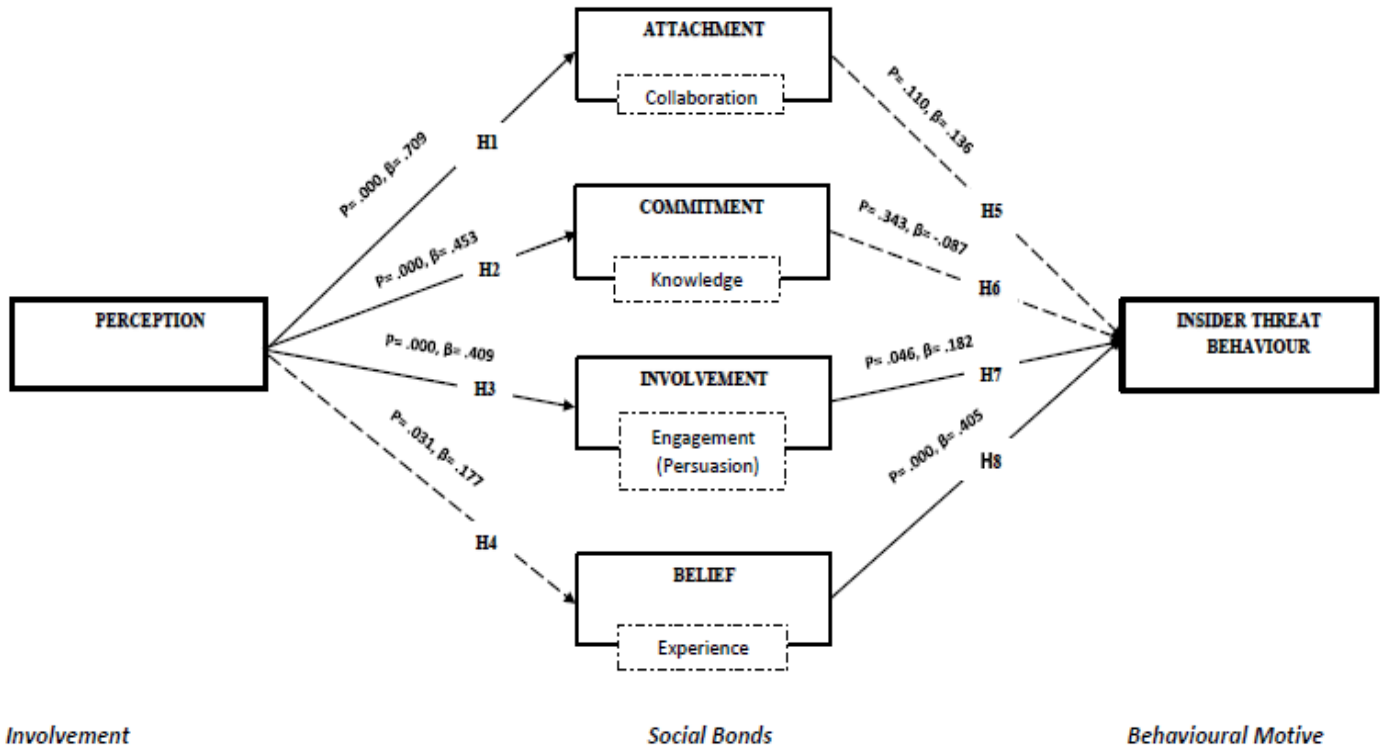 ATTACHMENT
Collaboration
P= .000, β= .709
H1
P= .110, β= .136
H5
COMMITMENT
Knowledge
P= .000, β= .453
H2
P= .343, β= -.087
H6
PERCEPTION
INSIDER THREAT
BEHAVIOUR
P= .000, β= .409
H3
INVOLVEMENT
Engagement
(Persuasion)
P= .046, β= .182
H7
P= .031, β= .177
H4
P= .000, β= .405
H8
BELIEF
Experience
Involvement
Social Bonds
Behavioural Motive